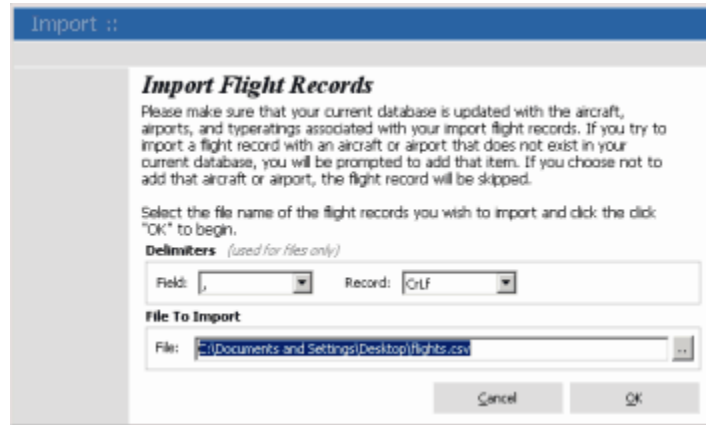 Import ::
Import Flight Records
Please make sure that your current database is updated with the aircraft,
airports, and typeratings associated with your import flight records. If you try to
import a flight record with an aircraft or airport that does not exist in your
current database, you will be prompted to add that item. If you choose not to
add that aircraft or airport, the flight record will be skipped.
Select the file name of the flight records you wish to import and click the click
"OK" to begin.
Delimiters (used for files only)
Field: , Record: CrLf
File To Import
File: C:\Documents and Settings\Desktop\flights.csv ..
Cancel OK